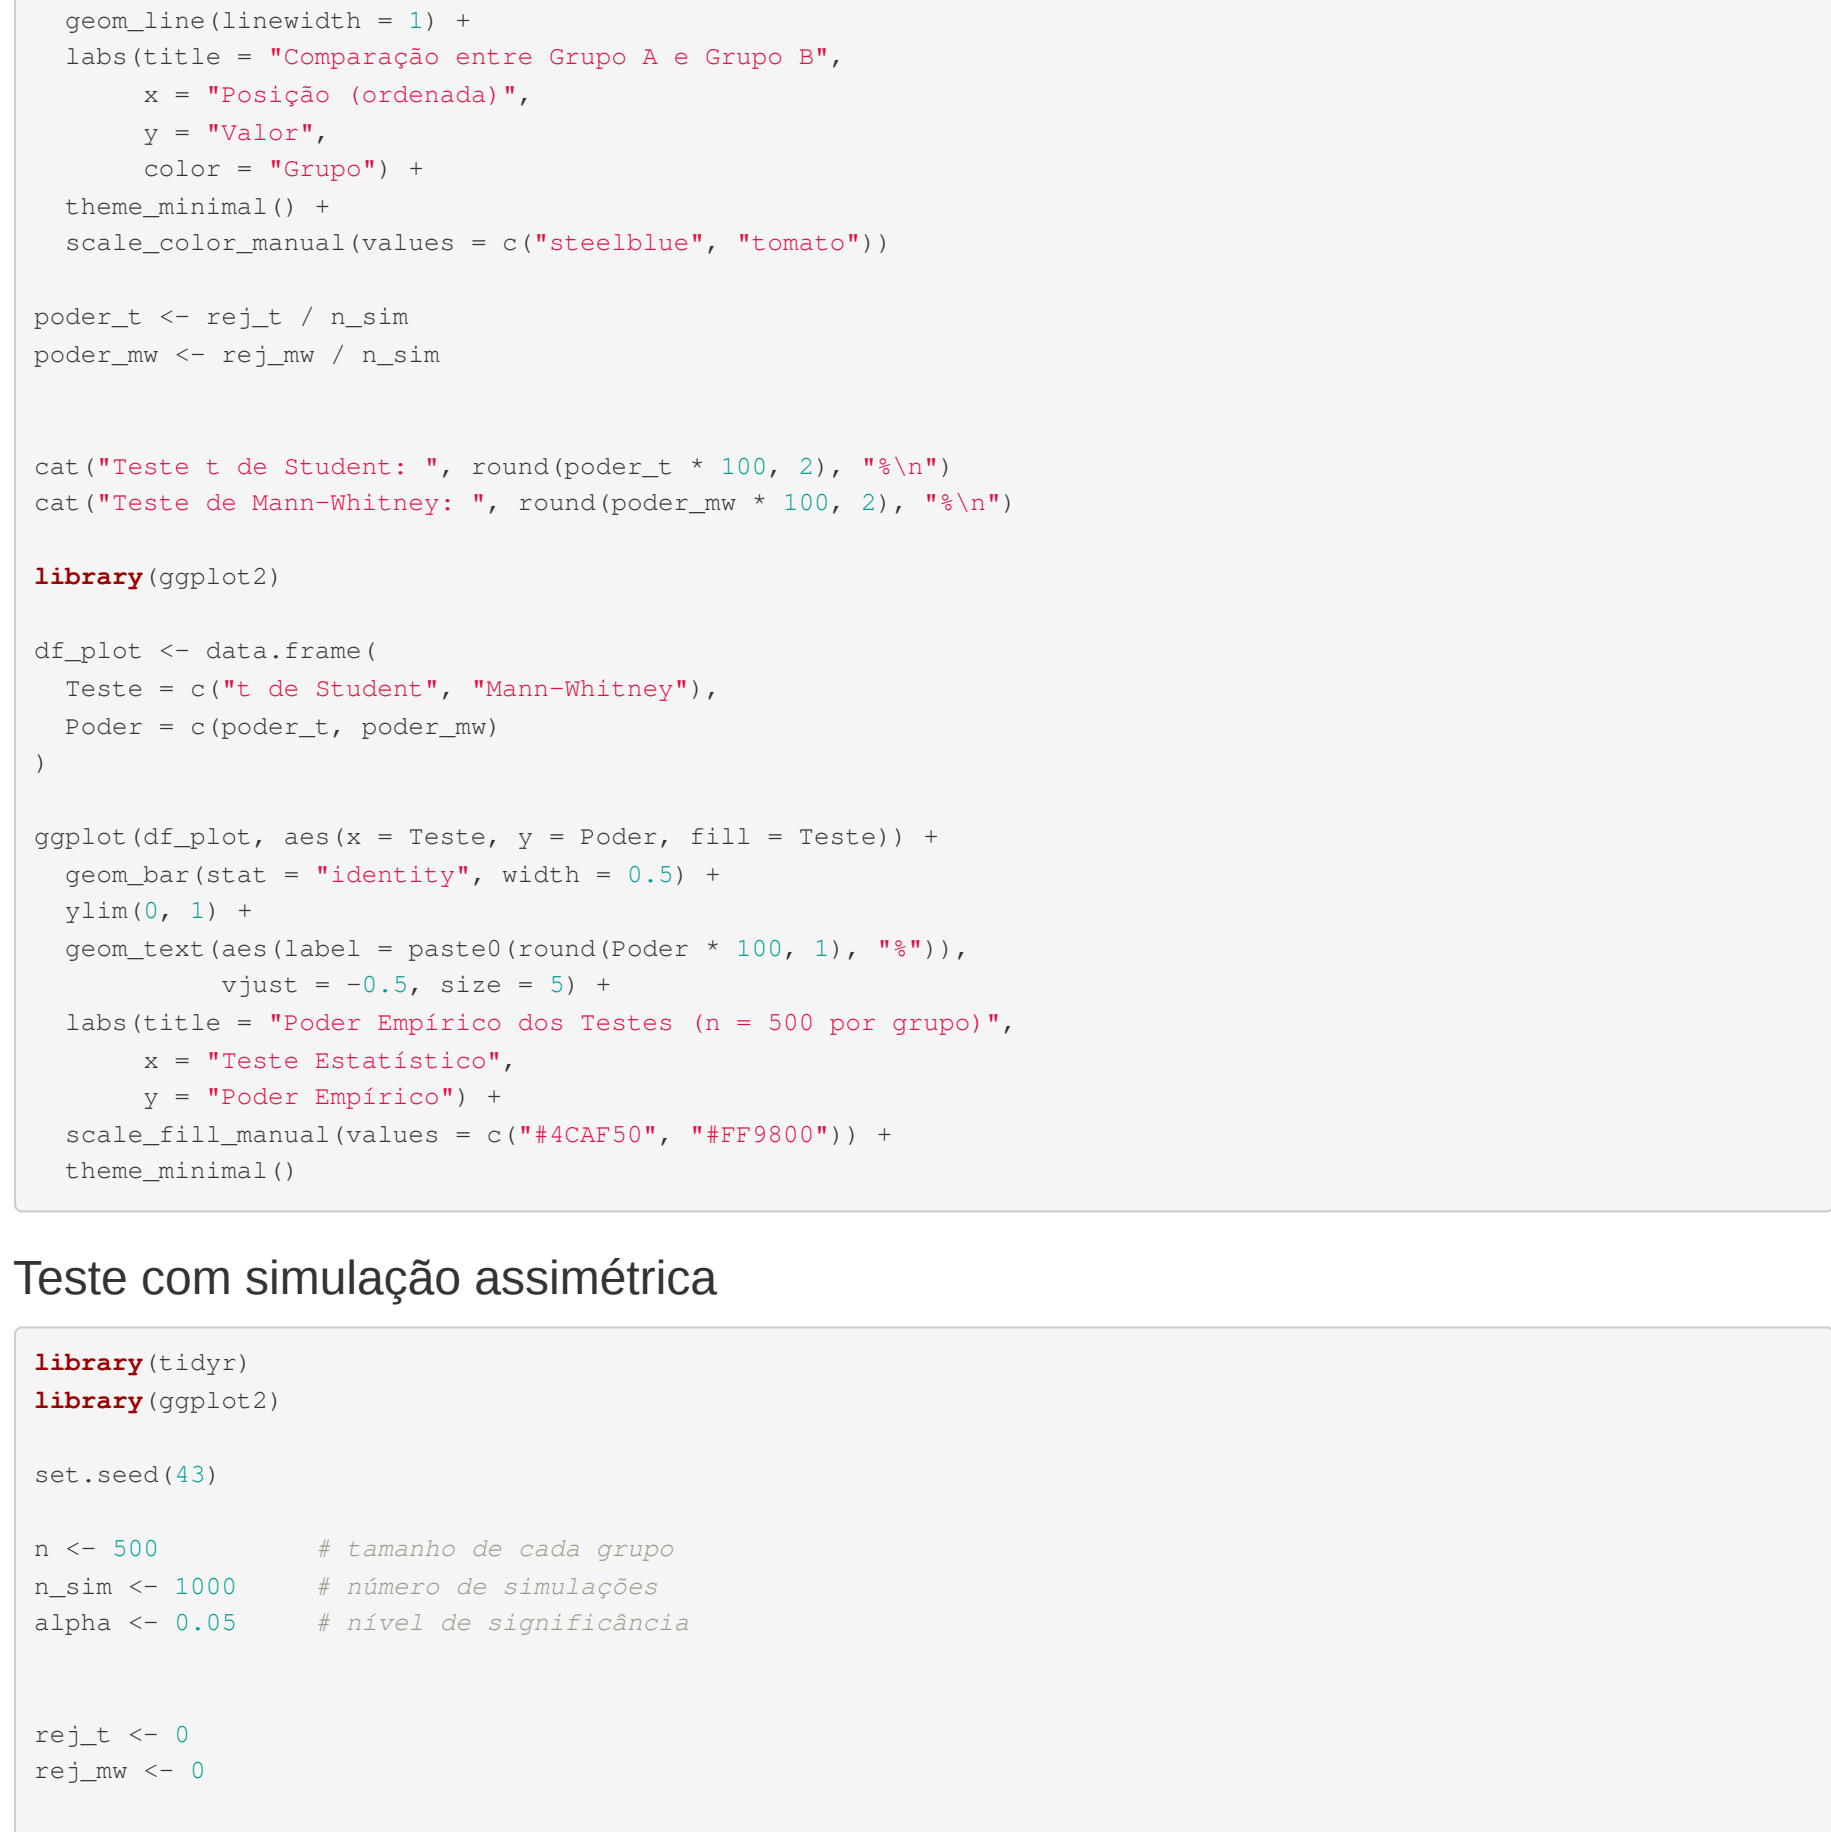 geom_line(linewidth = 1) +
  labs(title = "Comparação entre Grupo A e Grupo B",
       x = "Posição (ordenada)",
       y = "Valor",
       color = "Grupo") +
  theme_minimal() +
  scale_color_manual(values = c("steelblue", "tomato"))

poder_t <- rej_t / n_sim
poder_mw <- rej_mw / n_sim


cat("Teste t de Student: ", round(poder_t * 100, 2), "%\n")
cat("Teste de Mann-Whitney: ", round(poder_mw * 100, 2), "%\n")

library(ggplot2)

df_plot <- data.frame(
  Teste = c("t de Student", "Mann-Whitney"),
  Poder = c(poder_t, poder_mw)
)

ggplot(df_plot, aes(x = Teste, y = Poder, fill = Teste)) +
  geom_bar(stat = "identity", width = 0.5) +
  ylim(0, 1) +
  geom_text(aes(label = paste0(round(Poder * 100, 1), "%")),
            vjust = -0.5, size = 5) +
  labs(title = "Poder Empírico dos Testes (n = 500 por grupo)",
       x = "Teste Estatístico",
       y = "Poder Empírico") +
  scale_fill_manual(values = c("#4CAF50", "#FF9800")) +
  theme_minimal()

Teste com simulação assimétrica

library(tidyr)
library(ggplot2)

set.seed(43)

n <- 500          # tamanho de cada grupo
n_sim <- 1000     # número de simulações
alpha <- 0.05     # nível de significância


rej_t <- 0
rej_mw <- 0